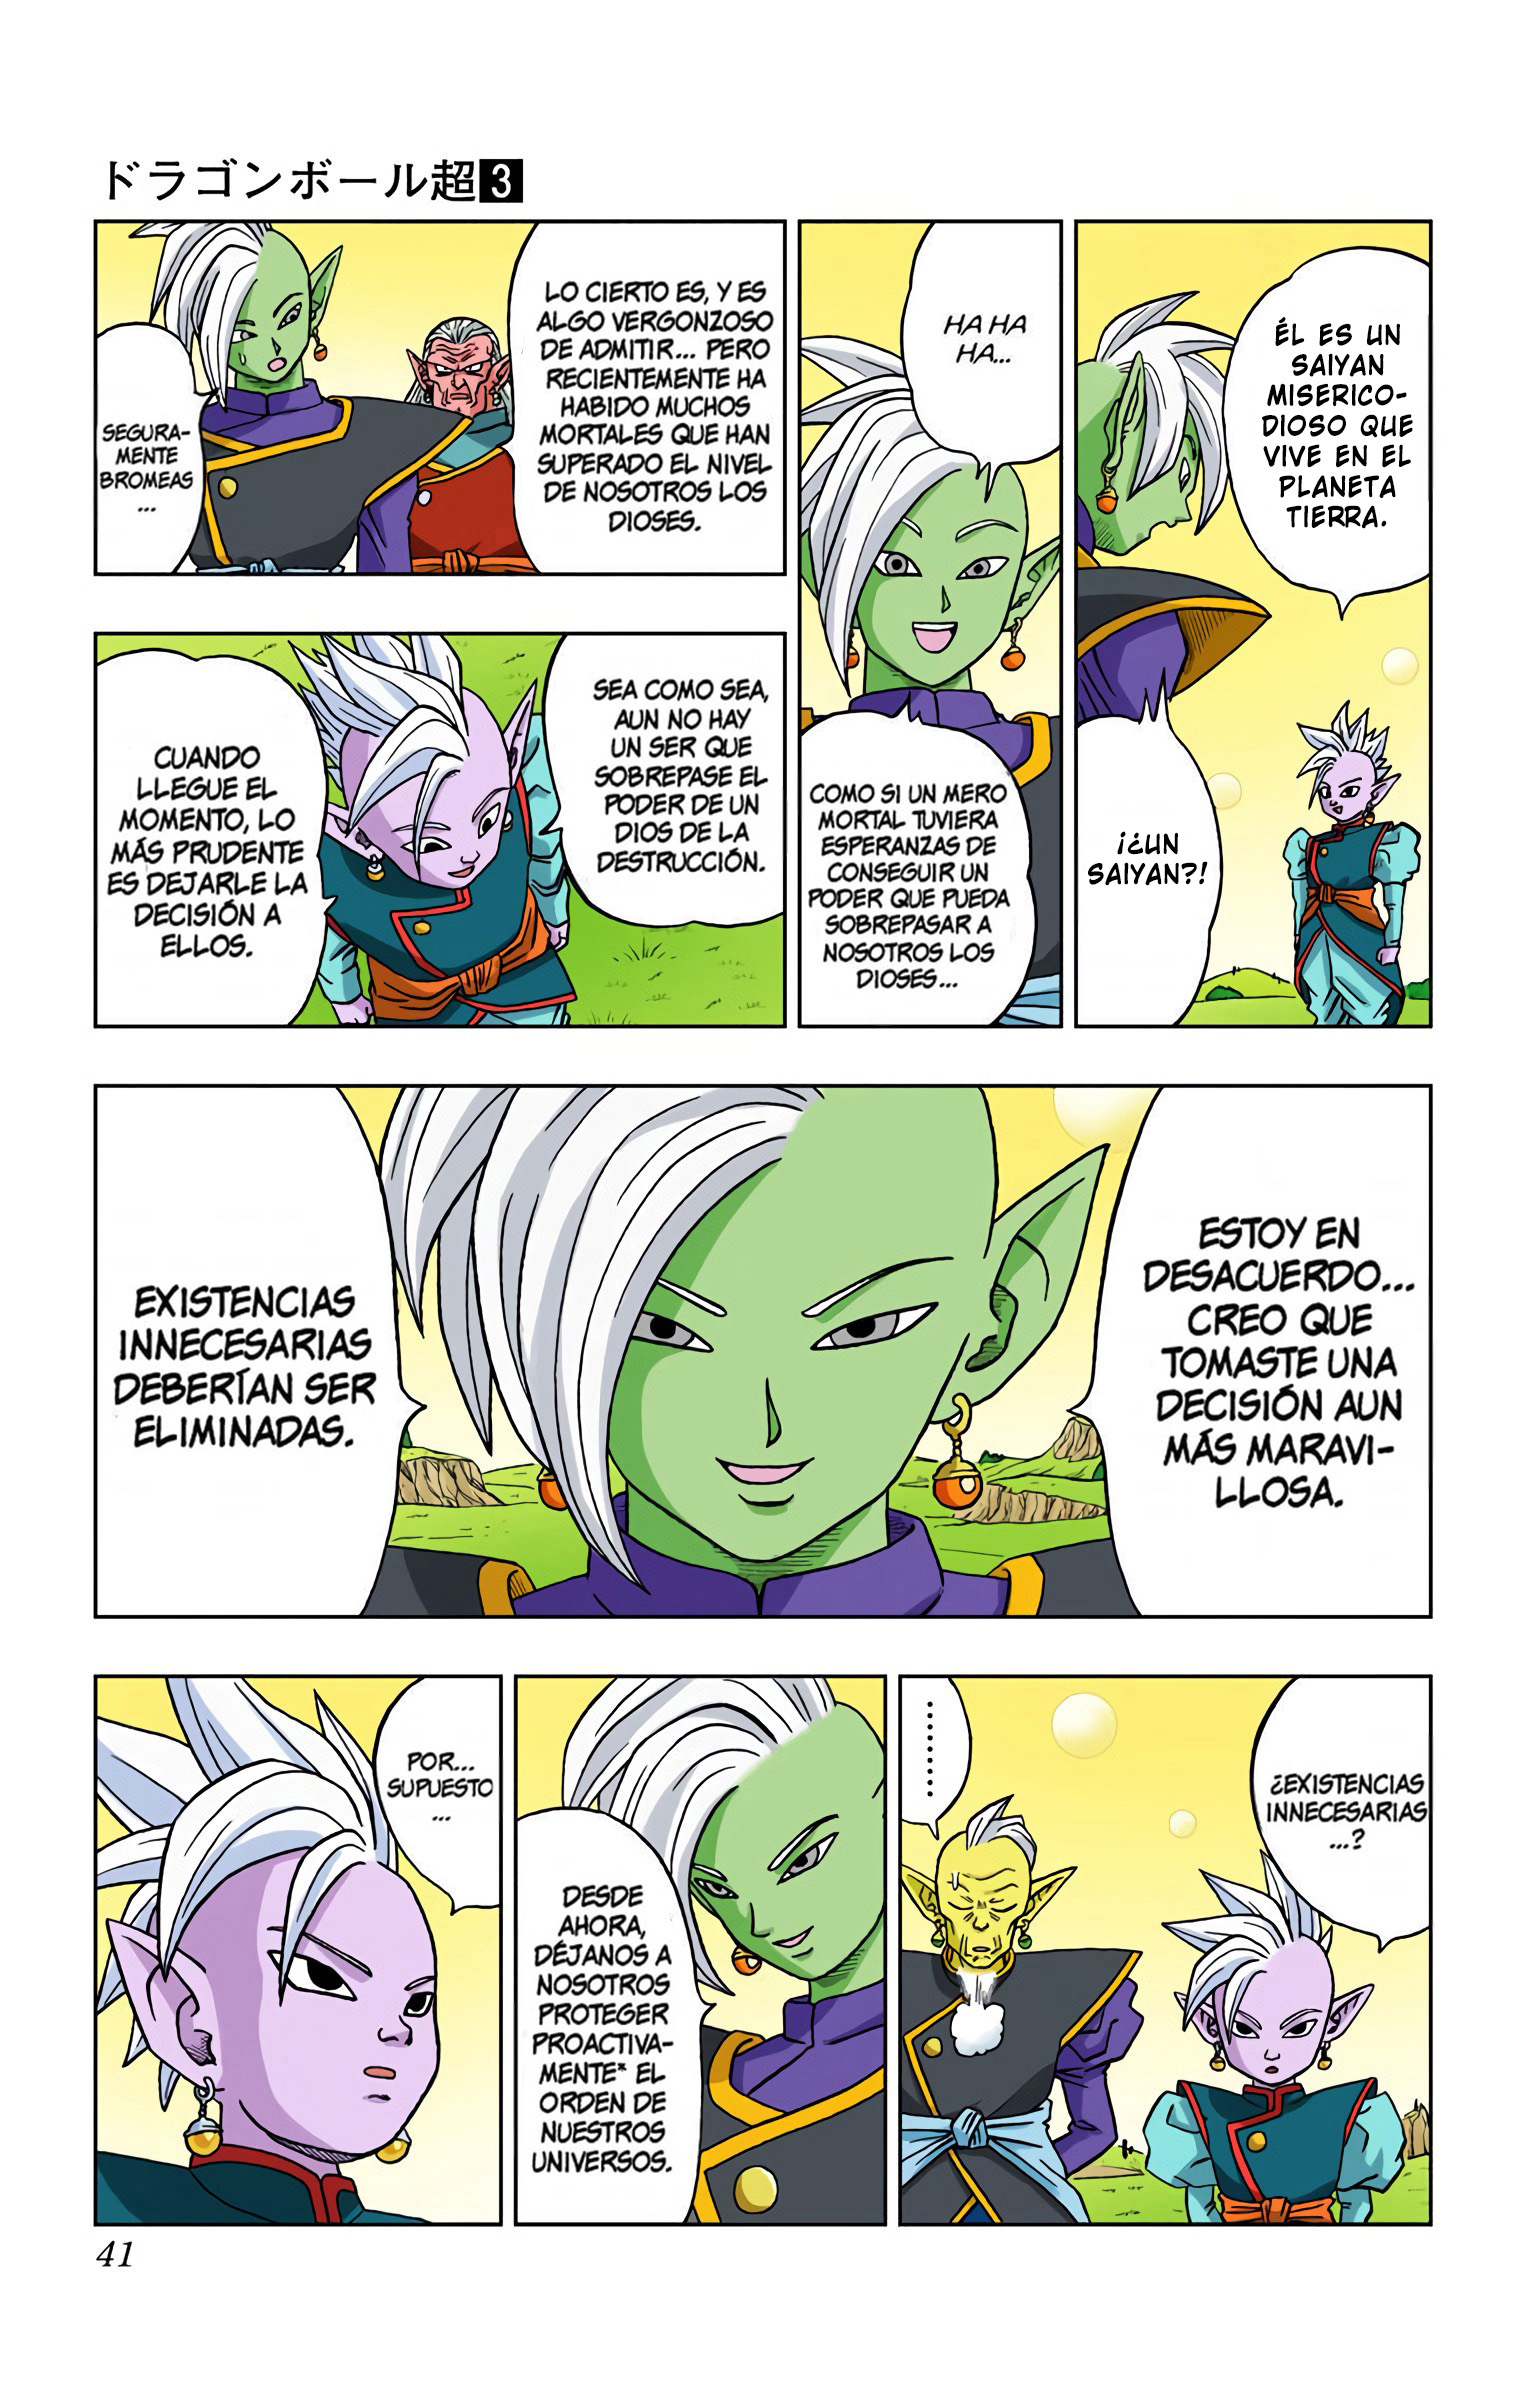 ドラゴンボール超3
ÉL ES UN
SAIYAN
MISERICO-
DIOSO QUE
VIVE EN EL
PLANETA
TIERRA.
¡¿UN
SAIYAN?!
HA HA
HA...
COMO SI UN MERO
MORTAL TUVIERA
ESPERANZAS DE
CONSEGUIR UN
PODER QUE PUEDA
SOBREPASAR A
NOSOTROS LOS
DIOSES...
LO CIERTO ES, Y ES
ALGO VERGONZOSO
DE ADMITIR... PERO
RECIENTEMENTE HA
HABIDO MUCHOS
MORTALES QUE HAN
SUPERADO EL NIVEL
DE NOSOTROS LOS
DIOSES.
SEGURA-
MENTE
BROMEAS
...
SEA COMO SEA,
AUN NO HAY
UN SER QUE
SOBREPASE EL
PODER DE UN
DIOS DE LA
DESTRUCCIÓN.
CUANDO
LLEGUE EL
MOMENTO, LO
MÁS PRUDENTE
ES DEJARLE LA
DECISIÓN A
ELLOS.
ESTOY EN
DESACUERDO...
CREO QUE
TOMASTE UNA
DECISIÓN AUN
MÁS MARAVI-
LLOSA.
EXISTENCIAS
INNECESARIAS
DEBERÍAN SER
ELIMINADAS.
¿EXISTENCIAS
INNECESARIAS
...?
.........
DESDE
AHORA,
DÉJANOS A
NOSOTROS
PROTEGER
PROACTIVA-
MENTE* EL
ORDEN DE
NUESTROS
UNIVERSOS.
POR...
SUPUESTO
...
41